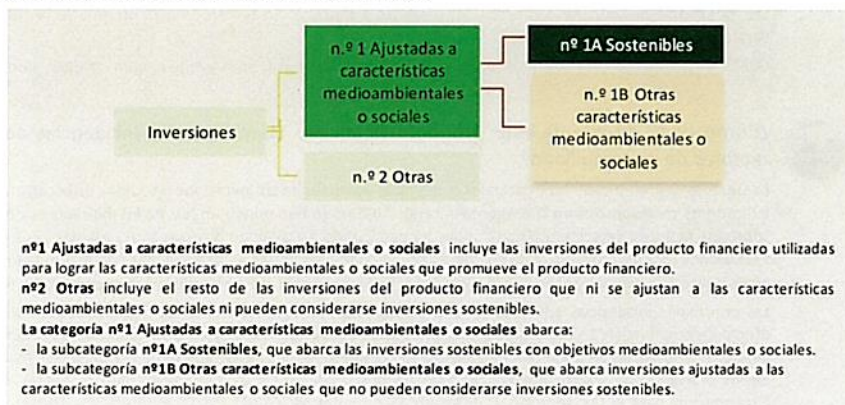 Inversiones
n.º 1 Ajustadas a
características
medioambientales
o sociales
n.º 2 Otras
nº 1A Sostenibles
n.º 1B Otras
características
medioambientales o
sociales
nº1 Ajustadas a características medioambientales o sociales incluye las inversiones del producto financiero utilizadas
para lograr las características medioambientales o sociales que promueve el producto financiero.
nº2 Otras incluye el resto de las inversiones del producto financiero que ni se ajustan a las características
medioambientales o sociales ni pueden considerarse inversiones sostenibles.
La categoría nº1 Ajustadas a características medioambientales o sociales abarca:
- la subcategoría nº1A Sostenibles, que abarca las inversiones sostenibles con objetivos medioambientales o sociales.
- la subcategoría nº1B Otras características medioambientales o sociales, que abarca inversiones ajustadas a las
características medioambientales o sociales que no pueden considerarse inversiones sostenibles.